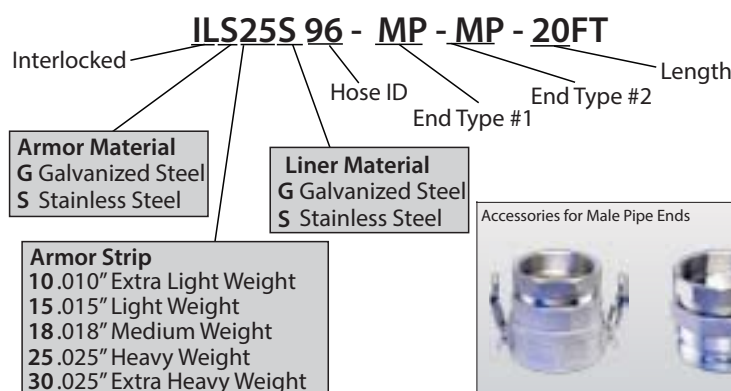 ILS25S 96 - MP - MP - 20FT
Interlocked
Length
Hose ID
End Type #2
End Type #1
Armor Material
G Galvanized Steel
S Stainless Steel
Liner Material
G Galvanized Steel
S Stainless Steel
Armor Strip
10 .010” Extra Light Weight
15 .015” Light Weight
18 .018” Medium Weight
25 .025” Heavy Weight
30 .025” Extra Heavy Weight
Accessories for Male Pipe Ends